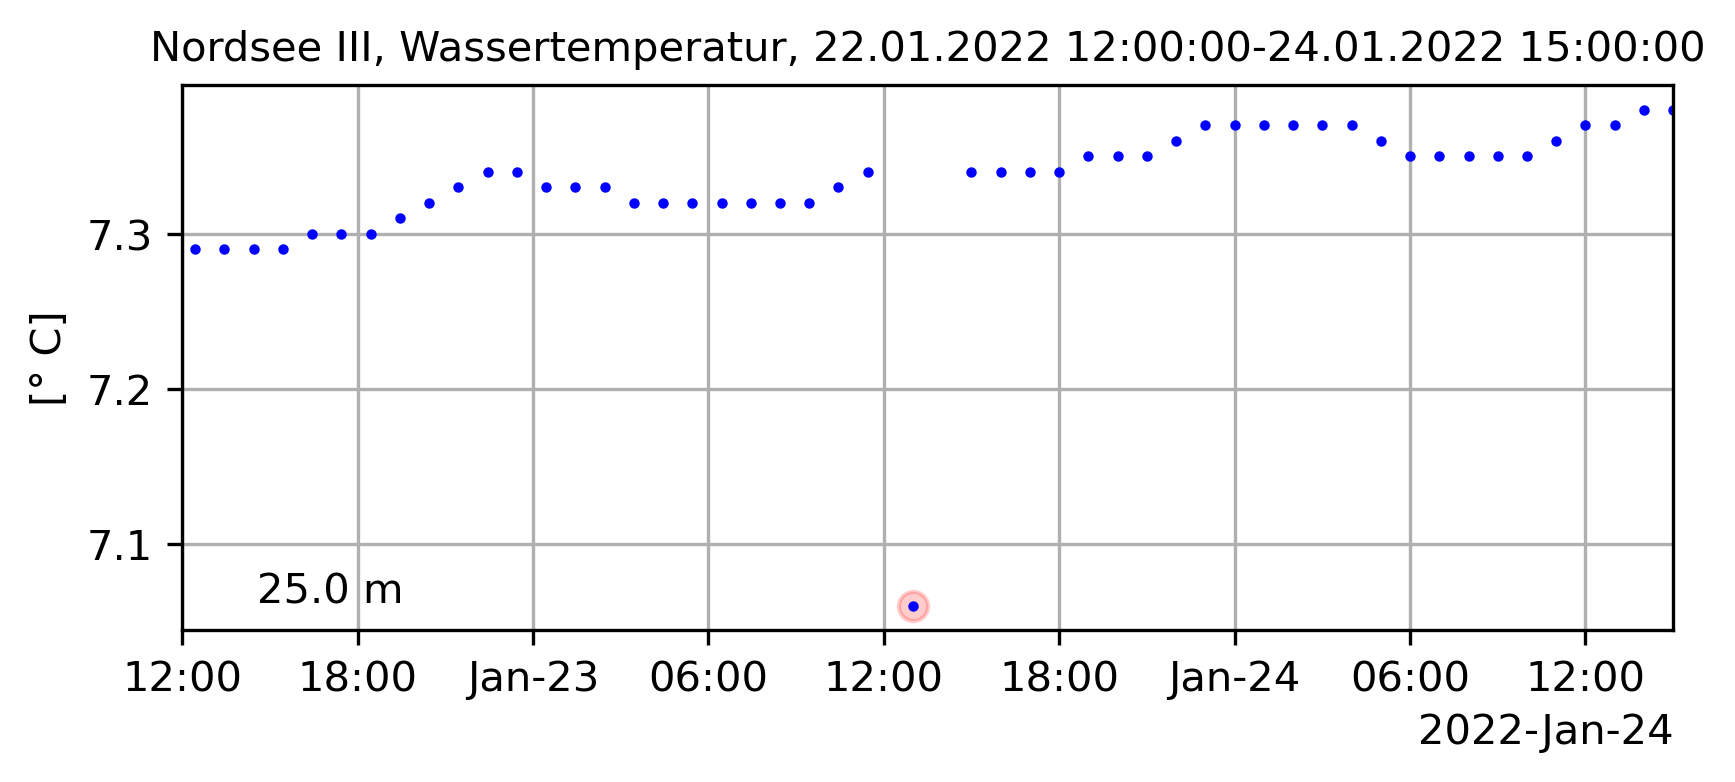 Nordsee III, Wassertemperatur, 22.01.2022 12:00:00-24.01.2022 15:00:00
[° C]
7.3
7.2
7.1
25.0 m
12:00 18:00 Jan-23 06:00 12:00 18:00 Jan-24 06:00 12:00
2022-Jan-24